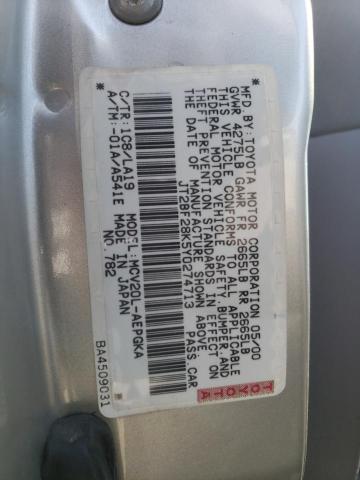 MFD.BY:TOYOTA MOTOR CORPORATION 05/00
GVWR 4275LB GAWR FR 2665LB RR 2665LB
THIS VEHICLE CONFORMS TO ALL APPLICABLE
FEDERAL MOTOR VEHICLE SAFETY,BUMPER,AND
THEFT PREVENTION STANDARDS IN EFFECT ON
THE DATE OF MANUFACTURE SHOWN ABOVE.
JT2BF28K5Y0274713 PASS.CAR
C/TR:1C8/LA19 MODEL:MCV20L-AEPGKA
A/TM:-01A/A541E MADE IN JAPAN
NO.782
BA4509031
TOYOTA